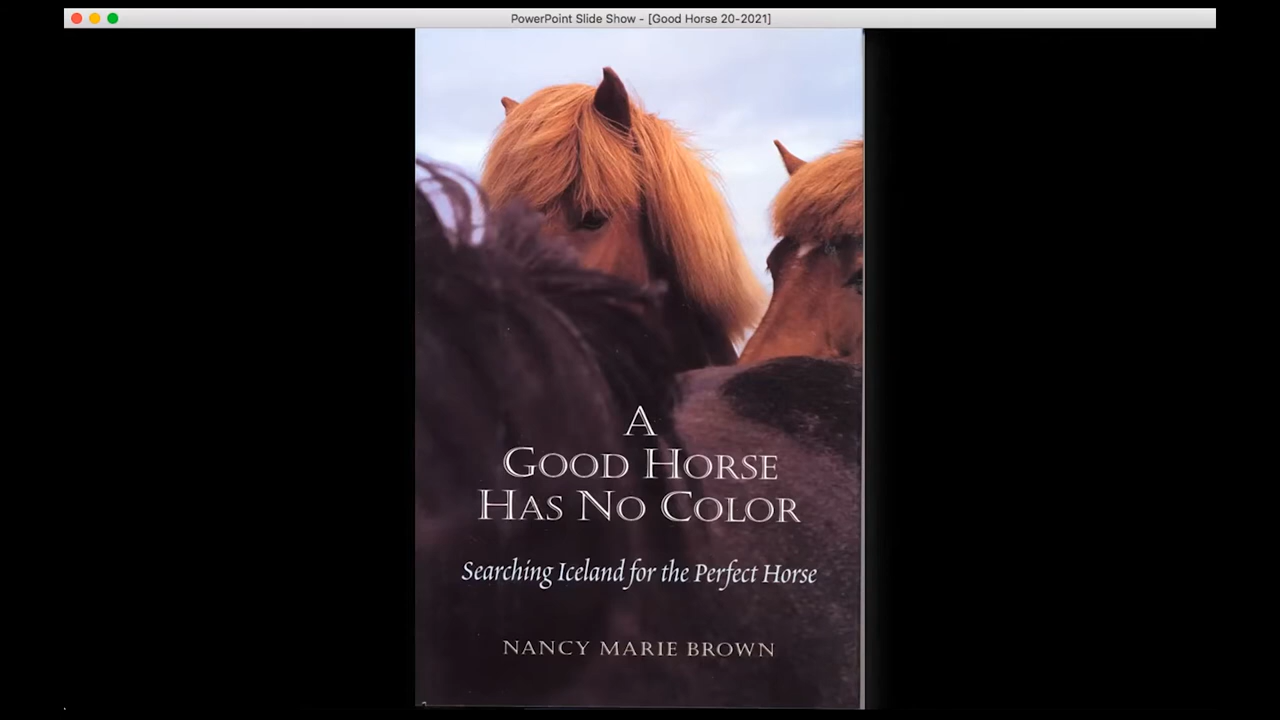 PowerPoint Slide Show - [Good Horse 20-2021]
A
GOOD HORSE
HAS NO COLOR
Searching Iceland for the Perfect Horse
NANCY MARIE BROWN